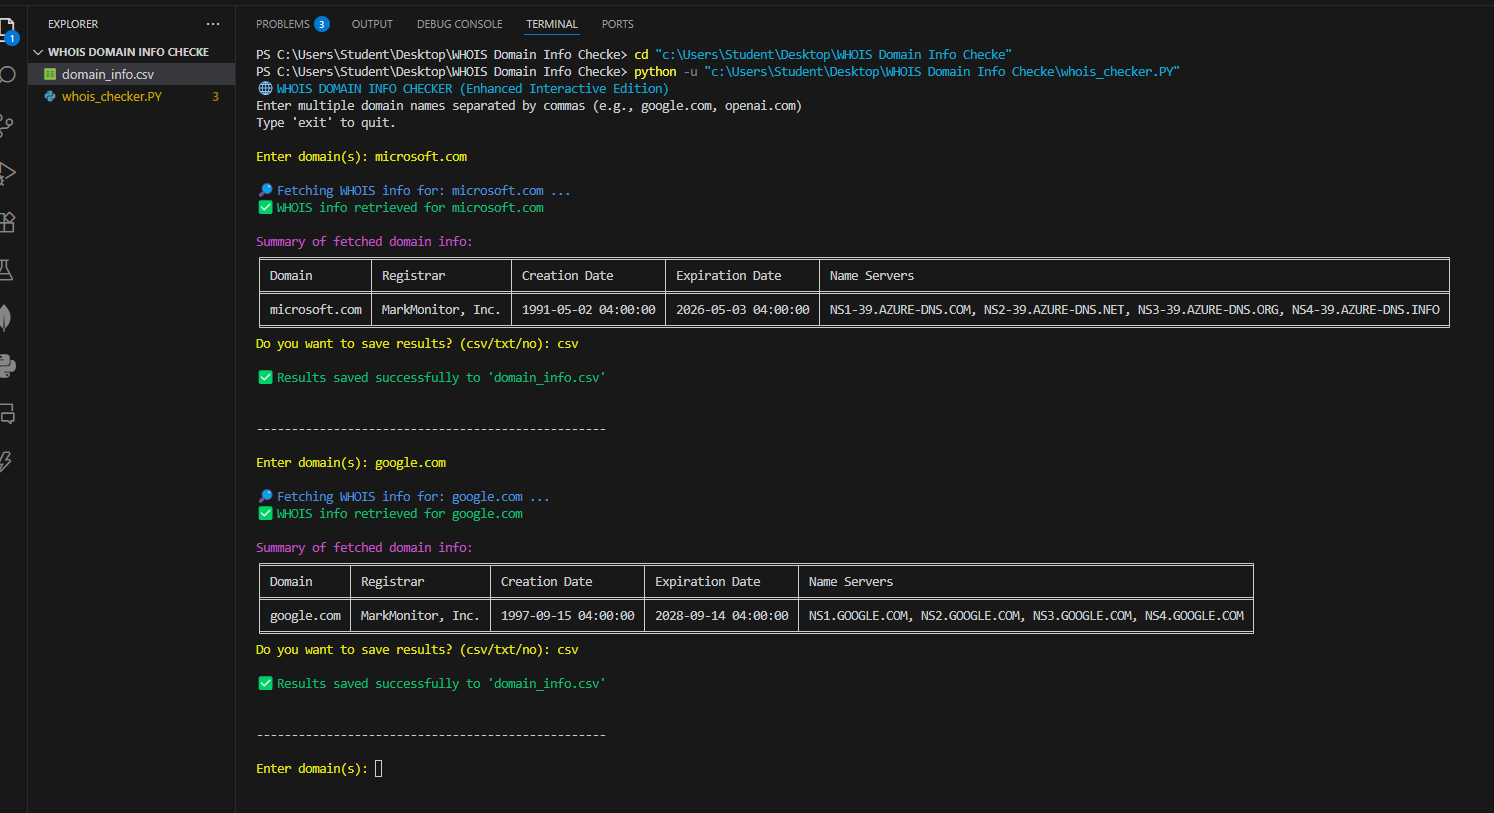 EXPLORER ...
PROBLEMS 3 OUTPUT DEBUG CONSOLE TERMINAL PORTS
1
WHOIS DOMAIN INFO CHECKE
domain_info.csv
whois_checker.PY 3
PS C:\Users\Student\Desktop\WHOIS Domain Info Checke> cd "c:\Users\Student\Desktop\WHOIS Domain Info Checke"
PS C:\Users\Student\Desktop\WHOIS Domain Info Checke> python -u "c:\Users\Student\Desktop\WHOIS Domain Info Checke\whois_checker.PY"
🌐 WHOIS DOMAIN INFO CHECKER (Enhanced Interactive Edition)
Enter multiple domain names separated by commas (e.g., google.com, openai.com)
Type 'exit' to quit.
Enter domain(s): microsoft.com
🔎 Fetching WHOIS info for: microsoft.com ...
✅ WHOIS info retrieved for microsoft.com
Summary of fetched domain info:
Domain Registrar Creation Date Expiration Date Name Servers
microsoft.com MarkMonitor, Inc. 1991-05-02 04:00:00 2026-05-03 04:00:00 NS1-39.AZURE-DNS.COM, NS2-39.AZURE-DNS.NET, NS3-39.AZURE-DNS.ORG, NS4-39.AZURE-DNS.INFO
Do you want to save results? (csv/txt/no): csv
✅ Results saved successfully to 'domain_info.csv'
--------------------------------------------------
Enter domain(s): google.com
🔎 Fetching WHOIS info for: google.com ...
✅ WHOIS info retrieved for google.com
Summary of fetched domain info:
Domain Registrar Creation Date Expiration Date Name Servers
google.com MarkMonitor, Inc. 1997-09-15 04:00:00 2028-09-14 04:00:00 NS1.GOOGLE.COM, NS2.GOOGLE.COM, NS3.GOOGLE.COM, NS4.GOOGLE.COM
Do you want to save results? (csv/txt/no): csv
✅ Results saved successfully to 'domain_info.csv'
--------------------------------------------------
Enter domain(s):